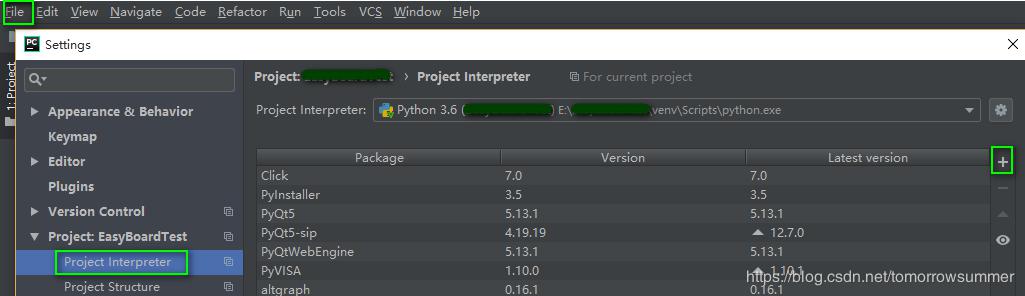 File Edit View Navigate Code Refactor Run Tools VCS Window Help
Settings
1: Project
Appearance & Behavior
Keymap
Editor
Plugins
Version Control
Project: EasyBoardTest
Project Interpreter
Project Structure
Project: › Project Interpreter For current project
Project Interpreter: Python 3.6 ( ) E:\ \venv\Scripts\python.exe
Package Version Latest version
Click 7.0 7.0
PyInstaller 3.5 3.5
PyQt5 5.13.1 5.13.1
PyQt5-sip 4.19.19 12.7.0
PyQtWebEngine 5.13.1 5.13.1
PyVISA 1.10.0 1.10.1
altgraph 0.16.1 0.16.1
https://blog.csdn.net/tomorrowsummer